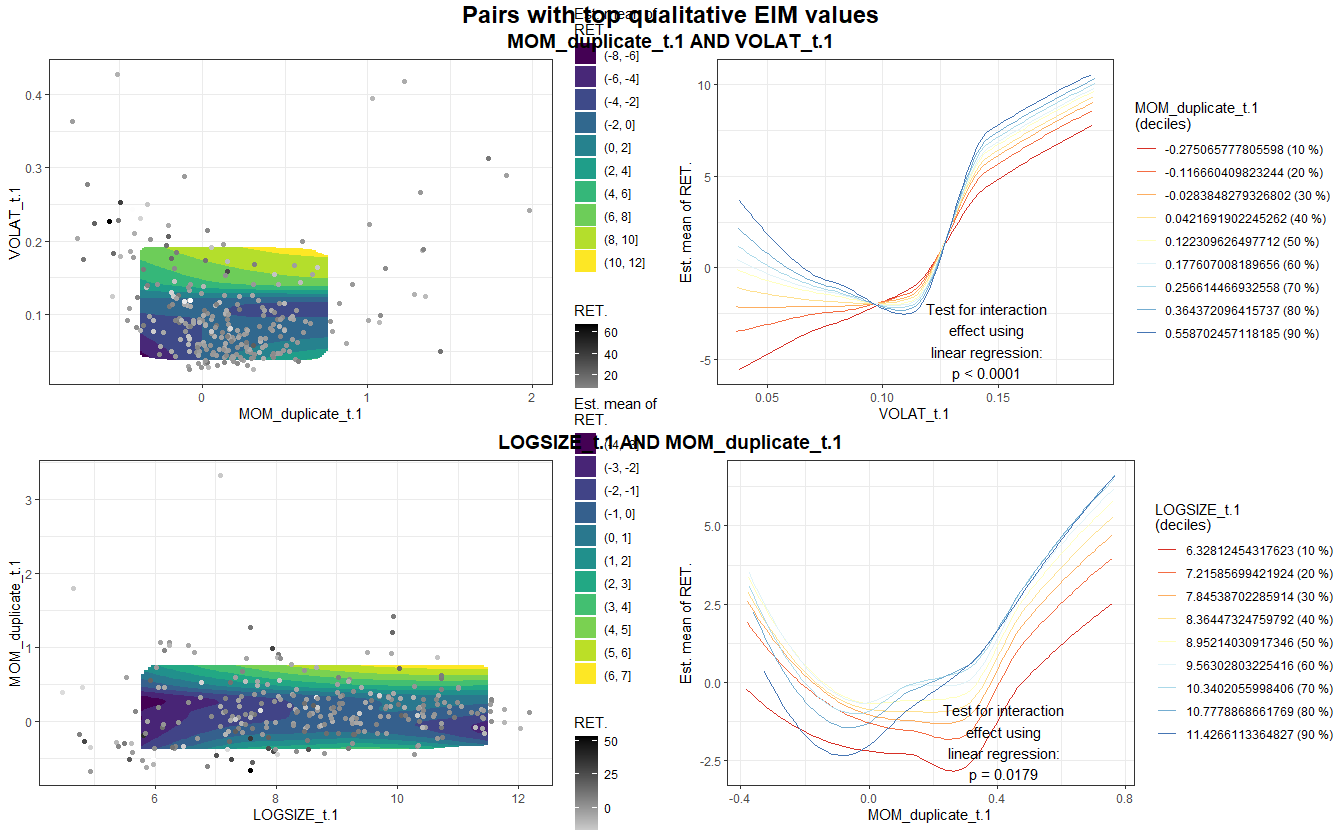 Pairs with top qualitative EIM values
MOM_duplicate_t.1 AND VOLAT_t.1
Est. mean of
RET.
(-8, -6]
(-6, -4]
(-4, -2]
(-2, 0]
(0, 2]
(2, 4]
(4, 6]
(6, 8]
(8, 10]
(10, 12]
RET.
60
40
20
VOLAT_t.1
0.4
0.3
0.2
0.1
0
1
2
MOM_duplicate_t.1
Est. mean of RET.
10
5
0
-5
Test for interaction
effect using
linear regression:
p < 0.0001
0.05
0.10
0.15
VOLAT_t.1
MOM_duplicate_t.1
(deciles)
-0.275065777805598 (10 %)
-0.116660409823244 (20 %)
-0.0283848279326802 (30 %)
0.0421691902245262 (40 %)
0.122309626497712 (50 %)
0.177607008189656 (60 %)
0.256614466932558 (70 %)
0.364372096415737 (80 %)
0.558702457118185 (90 %)
LOGSIZE_t.1 AND MOM_duplicate_t.1
Est. mean of
RET.
(-4, -3]
(-3, -2]
(-2, -1]
(-1, 0]
(0, 1]
(1, 2]
(2, 3]
(3, 4]
(4, 5]
(5, 6]
(6, 7]
RET.
50
25
0
MOM_duplicate_t.1
3
2
1
0
6
8
10
12
LOGSIZE_t.1
Est. mean of RET.
5.0
2.5
0.0
-2.5
Test for interaction
effect using
linear regression:
p = 0.0179
-0.4
0.0
0.4
0.8
MOM_duplicate_t.1
LOGSIZE_t.1
(deciles)
6.32812454317623 (10 %)
7.21585699421924 (20 %)
7.84538702285914 (30 %)
8.36447324759792 (40 %)
8.95214030917346 (50 %)
9.56302803225416 (60 %)
10.3402055998406 (70 %)
10.7778868661769 (80 %)
11.4266113364827 (90 %)